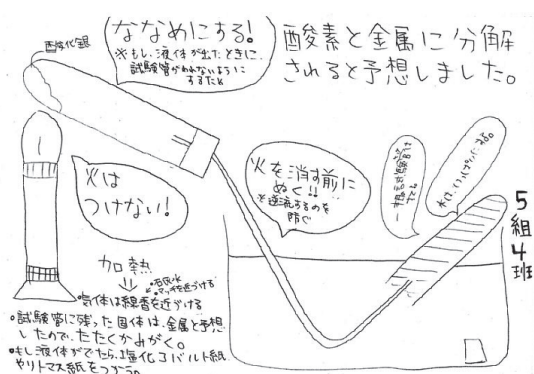 酸化銀
ななめにする!
※もし、液体が出たときに、
試験管がわれないように
するため
酸素と金属に分解
されると予想しました。
火は
つけない!
火を消す前に
ぬく!!
※逆流するのを
防ぐ
5組4班
加熱
•石灰水
•マッチを近づける
•気体は線香を近づける
•試験管に残った固体は、金属と予想
したので、たたくかみがく。
•もし液体がでたら、塩化コバルト紙
やリトマス紙をつかう。